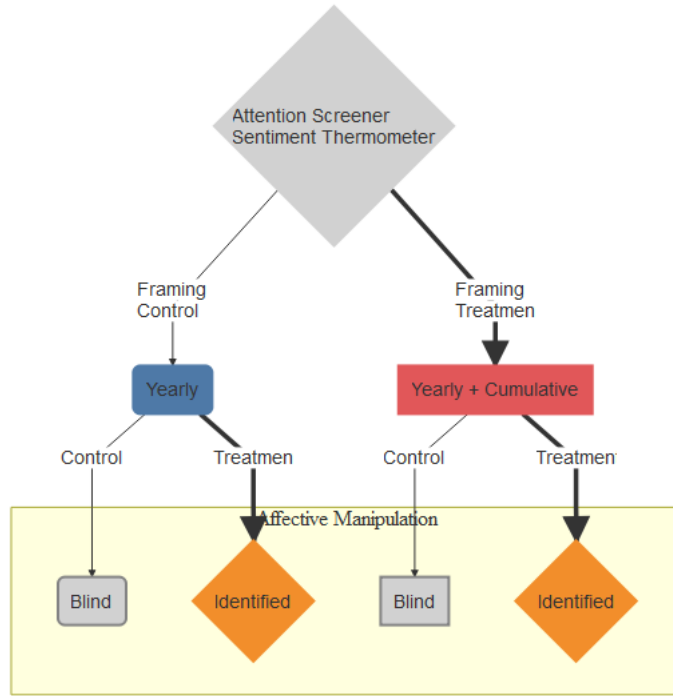 Attention Screener
Sentiment Thermometer
Framing
Control
Framing
Treatmen
Yearly
Yearly + Cumulative
Control
Treatmen
Control
Treatment
Affective Manipulation
Blind
Identified
Blind
Identified